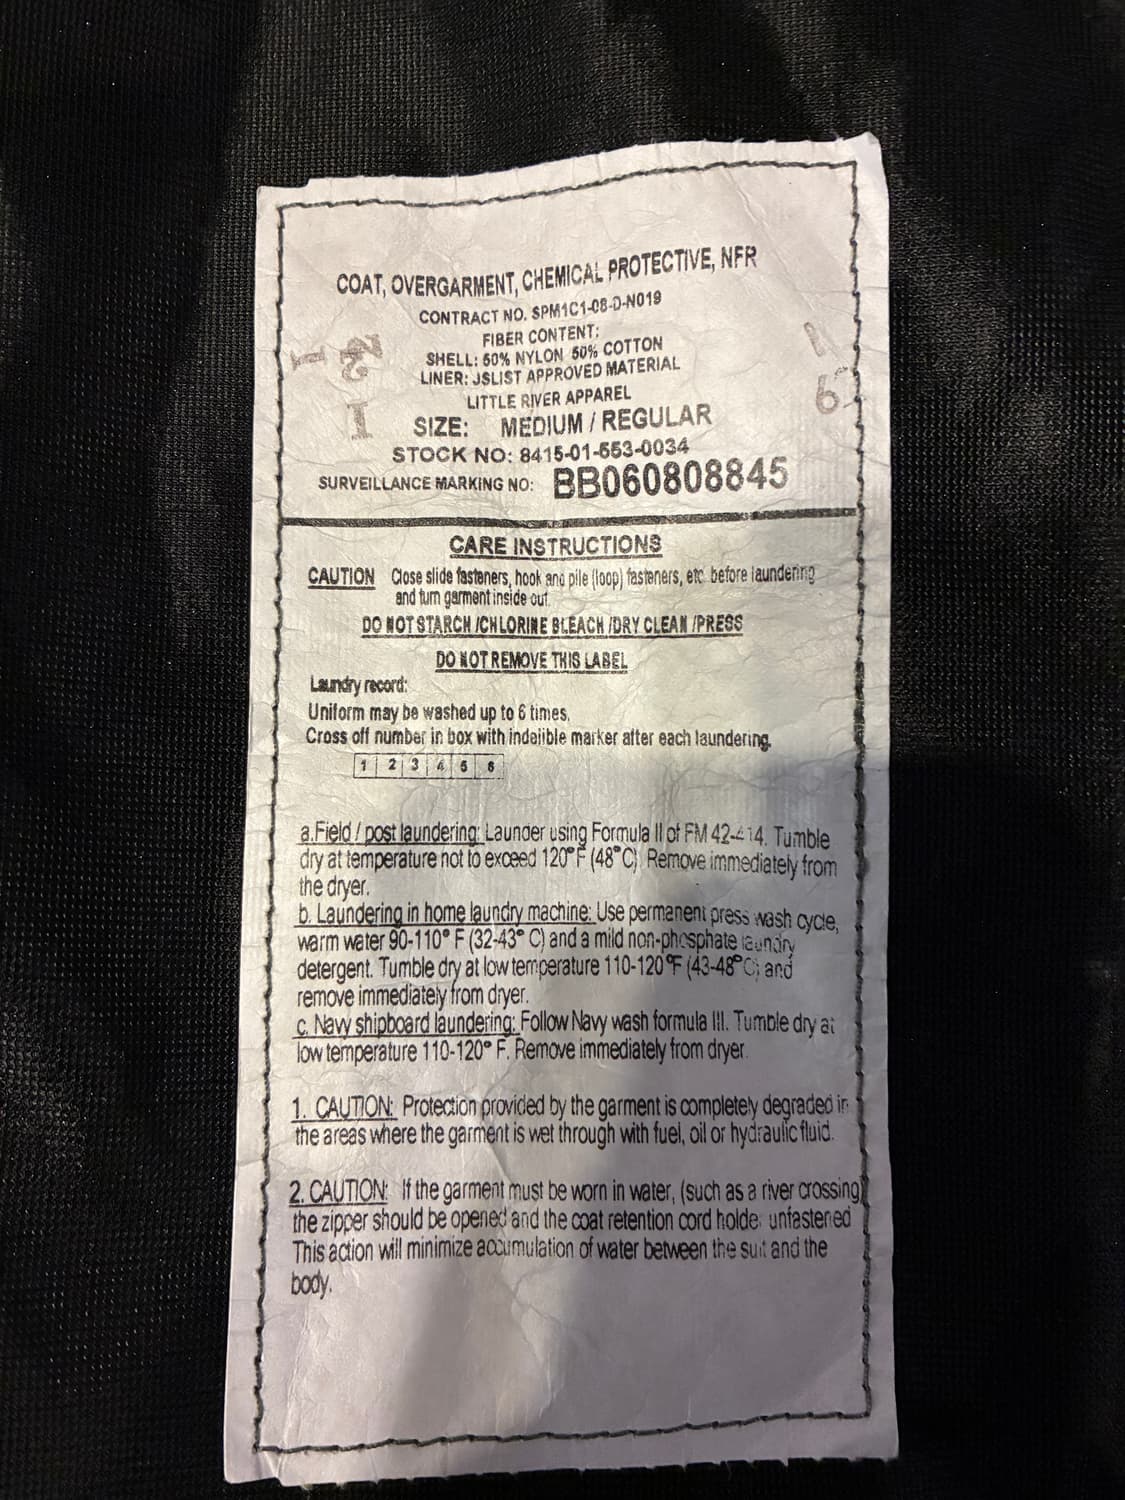 COAT, OVERGARMENT, CHEMICAL PROTECTIVE, NFR
CONTRACT NO. SPM1C1-08-D-N019
FIBER CONTENT:
SHELL: 50% NYLON 50% COTTON
LINER: JSLIST APPROVED MATERIAL
LITTLE RIVER APPAREL
SIZE: MEDIUM / REGULAR
STOCK NO: 8415-01-553-0034
SURVEILLANCE MARKING NO: BB060808845
CARE INSTRUCTIONS
CAUTION Close slide fasteners, hook and pile (loop) fasteners, etc. before laundering
and turn garment inside out.
DO NOT STARCH /CHLORINE BLEACH /DRY CLEAN /PRESS
DO NOT REMOVE THIS LABEL
Laundry record:
Uniform may be washed up to 6 times.
Cross off number in box with indelible marker after each laundering.
1 2 3 4 5 6
a.Field / post laundering: Launder using Formula II of FM 42-414. Tumble
dry at temperature not to exceed 120° F (48° C). Remove immediately from
the dryer.
b. Laundering in home laundry machine: Use permanent press wash cycle,
warm water 90-110° F (32-43° C) and a mild non-phosphate laundry
detergent. Tumble dry at low temperature 110-120 °F (43-48°C) and
remove immediately from dryer.
c. Navy shipboard laundering: Follow Navy wash formula III. Tumble dry at
low temperature 110-120° F. Remove immediately from dryer.
1. CAUTION: Protection provided by the garment is completely degraded in
the areas where the garment is wet through with fuel, oil or hydraulic fluid.
2. CAUTION: If the garment must be worn in water, (such as a river crossing)
the zipper should be opened and the coat retention cord holder unfastened
This action will minimize accumulation of water between the suit and the
body.